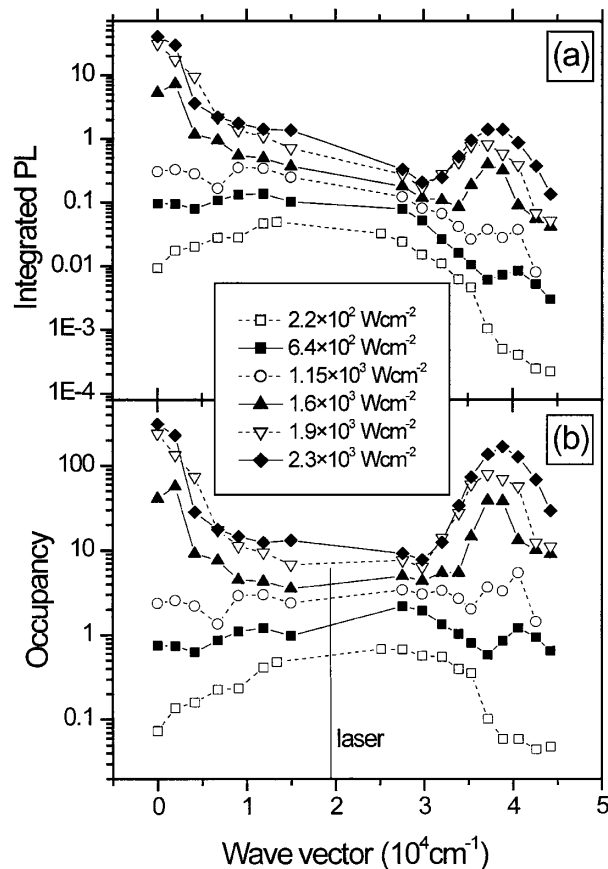 (a)
Integrated PL
10
1
0.1
0.01
1E-3
1E-4
2.2×10² Wcm⁻²
6.4×10² Wcm⁻²
1.15×10³ Wcm⁻²
1.6×10³ Wcm⁻²
1.9×10³ Wcm⁻²
2.3×10³ Wcm⁻²
(b)
Occupancy
100
10
1
0.1
laser
0 1 2 3 4 5
Wave vector (10⁴cm⁻¹)